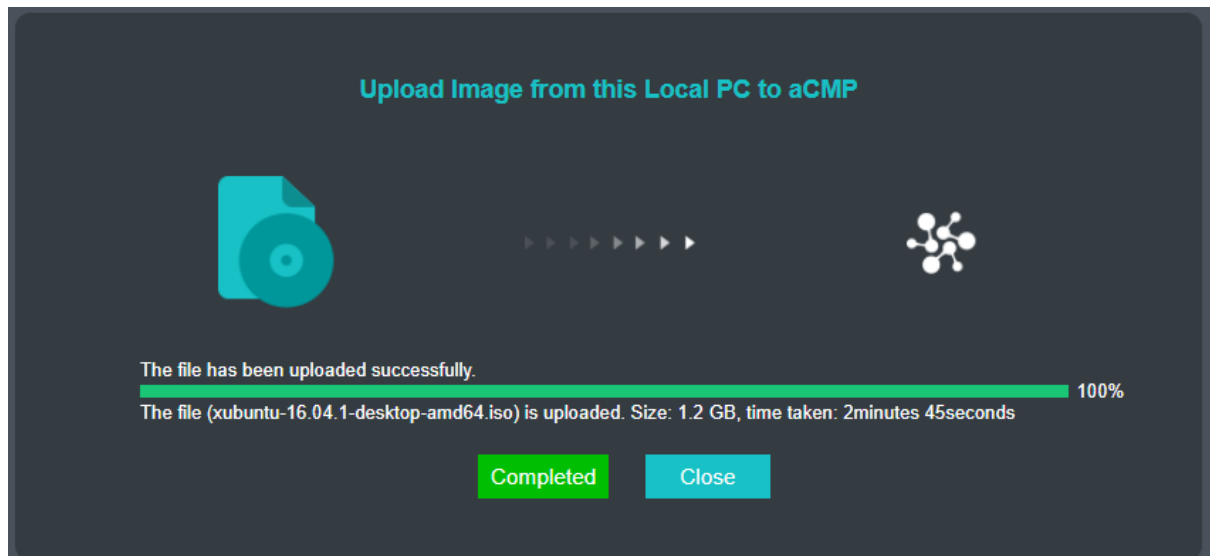 Upload Image from this Local PC to aCMP
The file has been uploaded successfully.
100%
The file (xubuntu-16.04.1-desktop-amd64.iso) is uploaded. Size: 1.2 GB, time taken: 2minutes 45seconds
Completed
Close